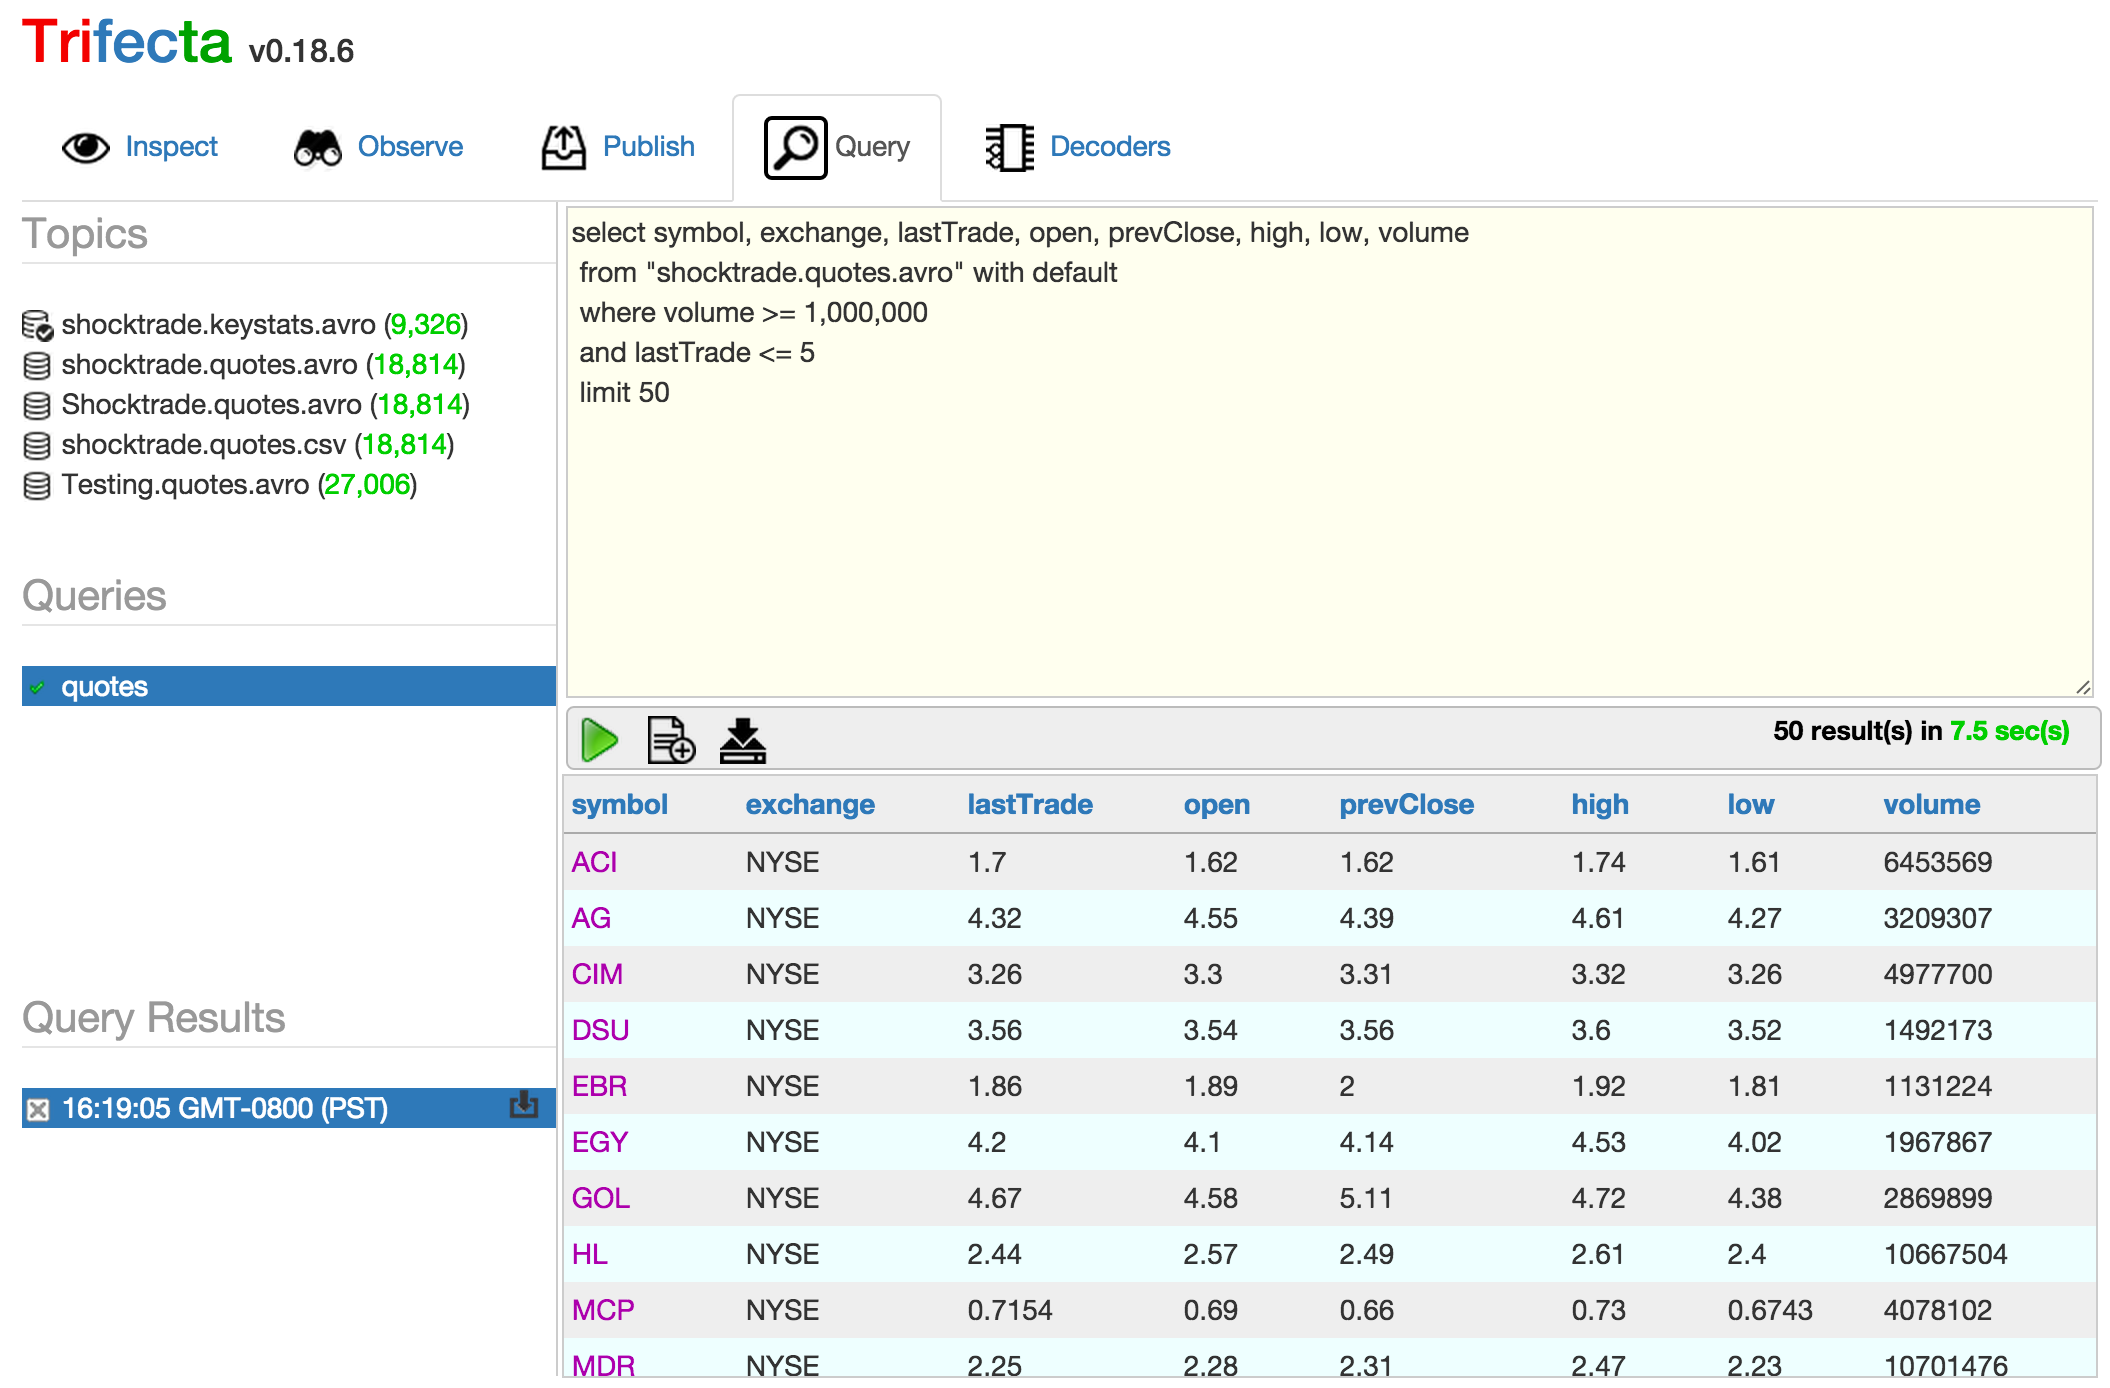 Trifecta v0.18.6
Inspect Observe Publish Query Decoders
Topics
shocktrade.keystats.avro (9,326)
shocktrade.quotes.avro (18,814)
Shocktrade.quotes.avro (18,814)
shocktrade.quotes.csv (18,814)
Testing.quotes.avro (27,006)
Queries
quotes
Query Results
16:19:05 GMT-0800 (PST)
select symbol, exchange, lastTrade, open, prevClose, high, low, volume
from "shocktrade.quotes.avro" with default
where volume >= 1,000,000
and lastTrade <= 5
limit 50
50 result(s) in 7.5 sec(s)
symbol exchange lastTrade open prevClose high low volume
ACI NYSE 1.7 1.62 1.62 1.74 1.61 6453569
AG NYSE 4.32 4.55 4.39 4.61 4.27 3209307
CIM NYSE 3.26 3.3 3.31 3.32 3.26 4977700
DSU NYSE 3.56 3.54 3.56 3.6 3.52 1492173
EBR NYSE 1.86 1.89 2 1.92 1.81 1131224
EGY NYSE 4.2 4.1 4.14 4.53 4.02 1967867
GOL NYSE 4.67 4.58 5.11 4.72 4.38 2869899
HL NYSE 2.44 2.57 2.49 2.61 2.4 10667504
MCP NYSE 0.7154 0.69 0.66 0.73 0.6743 4078102
MDR NYSE 2.25 2.28 2.31 2.47 2.23 10701476